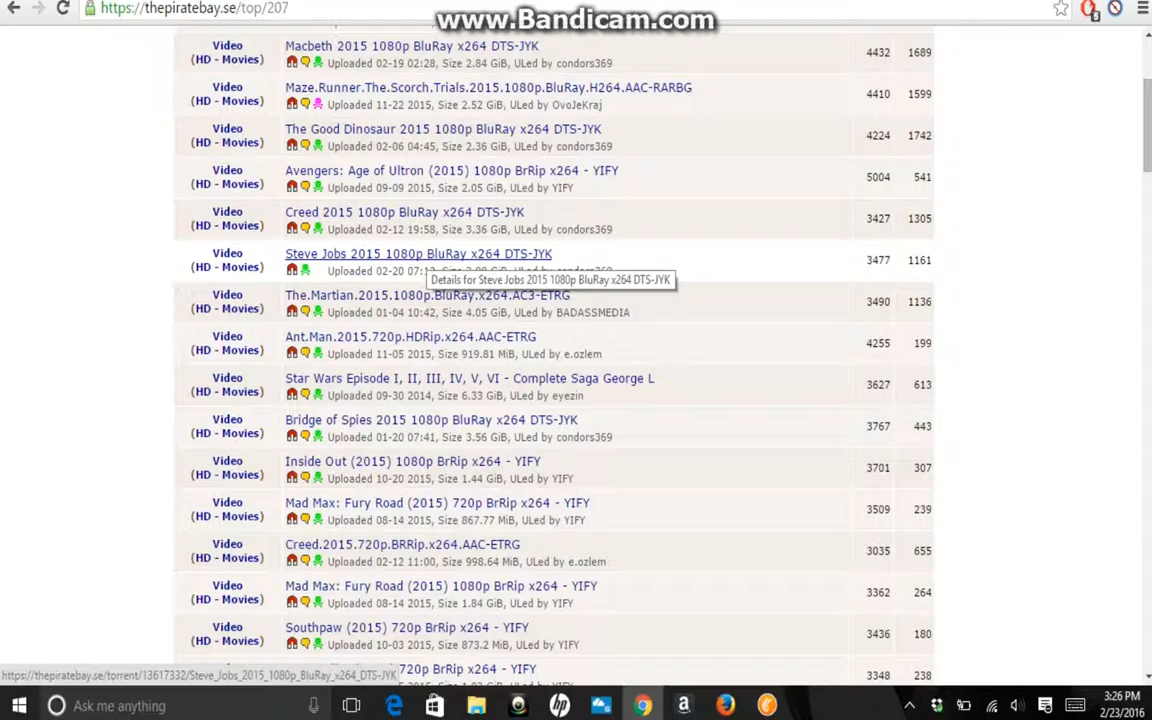 https://thepiratebay.se/top/207
www.Bandicam.com
8
Video
(HD - Movies)
Macbeth 2015 1080p BluRay x264 DTS-JYK
Uploaded 02-19 02:28, Size 2.84 GiB, ULed by condors369
4432 1689
Video
(HD - Movies)
Maze.Runner.The.Scorch.Trials.2015.1080p.BluRay.H264.AAC-RARBG
Uploaded 11-22 2015, Size 2.52 GiB, ULed by OvoJeKraj
4410 1599
Video
(HD - Movies)
The Good Dinosaur 2015 1080p BluRay x264 DTS-JYK
Uploaded 02-06 04:45, Size 2.36 GiB, ULed by condors369
4224 1742
Video
(HD - Movies)
Avengers: Age of Ultron (2015) 1080p BrRip x264 - YIFY
Uploaded 09-09 2015, Size 2.05 GiB, ULed by YIFY
5004 541
Video
(HD - Movies)
Creed 2015 1080p BluRay x264 DTS-JYK
Uploaded 02-12 19:58, Size 3.36 GiB, ULed by condors369
3427 1305
Video
(HD - Movies)
Steve Jobs 2015 1080p BluRay x264 DTS-JYK
Uploaded 02-20
3477 1161
Details for Steve Jobs 2015 1080p BluRay x264 DTS-JYK
Video
(HD - Movies)
The.Martian.2015.1080p.BluRay.x264.AC3-ETRG
Uploaded 01-04 10:42, Size 4.05 GiB, ULed by BADASSMEDIA
3490 1136
Video
(HD - Movies)
Ant.Man.2015.720p.HDRip.x264.AAC-ETRG
Uploaded 11-05 2015, Size 919.81 MiB, ULed by e.ozlem
4255 199
Video
(HD - Movies)
Star Wars Episode I, II, III, IV, V, VI - Complete Saga George L
Uploaded 09-30 2014, Size 6.33 GiB, ULed by eyezin
3627 613
Video
(HD - Movies)
Bridge of Spies 2015 1080p BluRay x264 DTS-JYK
Uploaded 01-20 07:41, Size 3.56 GiB, ULed by condors369
3767 443
Video
(HD - Movies)
Inside Out (2015) 1080p BrRip x264 - YIFY
Uploaded 10-20 2015, Size 1.44 GiB, ULed by YIFY
3701 307
Video
(HD - Movies)
Mad Max: Fury Road (2015) 720p BrRip x264 - YIFY
Uploaded 08-14 2015, Size 867.77 MiB, ULed by YIFY
3509 239
Video
(HD - Movies)
Creed.2015.720p.BRRip.x264.AAC-ETRG
Uploaded 02-12 11:00, Size 998.64 MiB, ULed by e.ozlem
3035 655
Video
(HD - Movies)
Mad Max: Fury Road (2015) 1080p BrRip x264 - YIFY
Uploaded 08-14 2015, Size 1.84 GiB, ULed by YIFY
3362 264
Video
(HD - Movies)
Southpaw (2015) 720p BrRip x264 - YIFY
Uploaded 10-03 2015, Size 873.2 MiB, ULed by YIFY
3436 180
720p BrRip x264 - YIFY
3348 238
https://thepiratebay.se/torrent/13617332/Steve_Jobs_2015_1080p_BluRay_x264_DTS-JYK
Ask me anything
hp
a
3:26 PM
2/23/2016